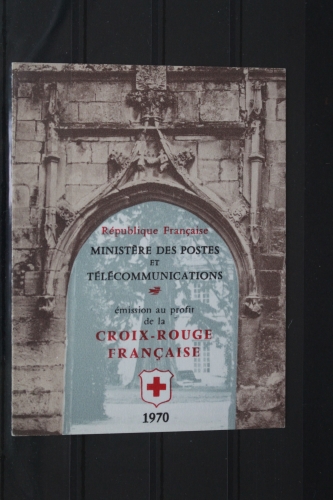 République Française
MINISTÈRE DES POSTES
ET
TÉLÉCOMMUNICATIONS
émission au profit
de la
CROIX-ROUGE
FRANÇAISE
1970